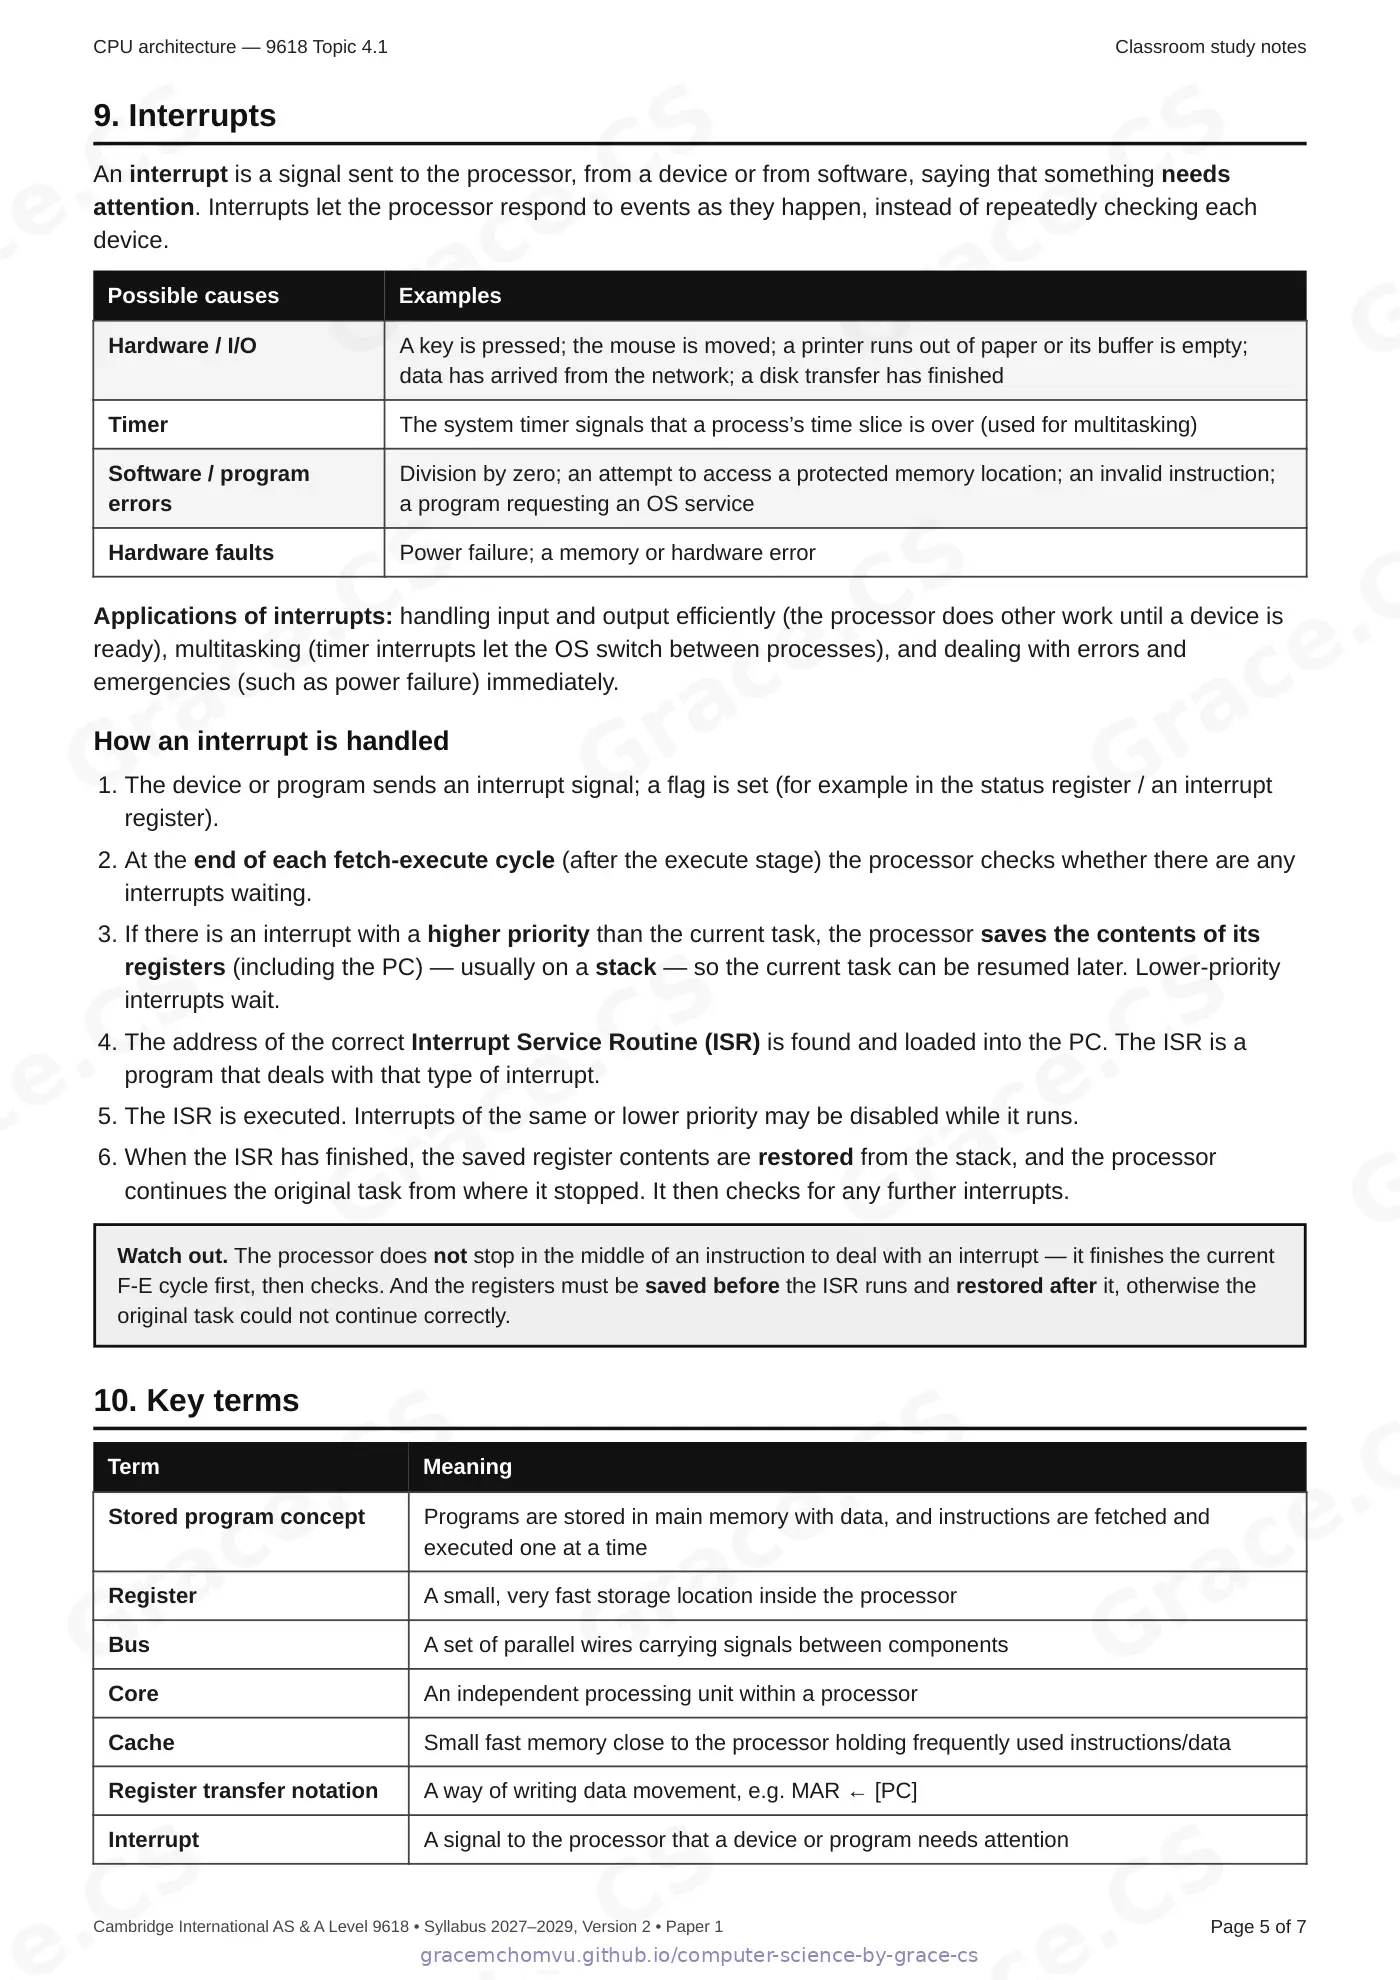 CPU architecture — 9618 Topic 4.1
Classroom study notes
9. Interrupts
An interrupt is a signal sent to the processor, from a device or from software, saying that something needs
attention. Interrupts let the processor respond to events as they happen, instead of repeatedly checking each
device.
Possible causes
Examples
Hardware / I/O
A key is pressed; the mouse is moved; a printer runs out of paper or its buffer is empty;
data has arrived from the network; a disk transfer has finished
Timer
The system timer signals that a process’s time slice is over (used for multitasking)
Software / program
errors
Division by zero; an attempt to access a protected memory location; an invalid instruction;
a program requesting an OS service
Hardware faults
Power failure; a memory or hardware error
Applications of interrupts: handling input and output efficiently (the processor does other work until a device is
ready), multitasking (timer interrupts let the OS switch between processes), and dealing with errors and
emergencies (such as power failure) immediately.
How an interrupt is handled
1. The device or program sends an interrupt signal; a flag is set (for example in the status register / an interrupt
register).
2. At the end of each fetch-execute cycle (after the execute stage) the processor checks whether there are any
interrupts waiting.
3. If there is an interrupt with a higher priority than the current task, the processor saves the contents of its
registers (including the PC) — usually on a stack — so the current task can be resumed later. Lower-priority
interrupts wait.
4. The address of the correct Interrupt Service Routine (ISR) is found and loaded into the PC. The ISR is a
program that deals with that type of interrupt.
5. The ISR is executed. Interrupts of the same or lower priority may be disabled while it runs.
6. When the ISR has finished, the saved register contents are restored from the stack, and the processor
continues the original task from where it stopped. It then checks for any further interrupts.
Watch out. The processor does not stop in the middle of an instruction to deal with an interrupt — it finishes the current
F-E cycle first, then checks. And the registers must be saved before the ISR runs and restored after it, otherwise the
original task could not continue correctly.
10. Key terms
Term
Meaning
Stored program concept
Programs are stored in main memory with data, and instructions are fetched and
executed one at a time
Register
A small, very fast storage location inside the processor
Bus
A set of parallel wires carrying signals between components
Core
An independent processing unit within a processor
Cache
Small fast memory close to the processor holding frequently used instructions/data
Register transfer notation
A way of writing data movement, e.g. MAR ← [PC]
Interrupt
A signal to the processor that a device or program needs attention
Cambridge International AS & A Level 9618 • Syllabus 2027–2029, Version 2 • Paper 1
Page 5 of 7
gracemchomvu.github.io/computer-science-by-grace-cs
Grace.CS